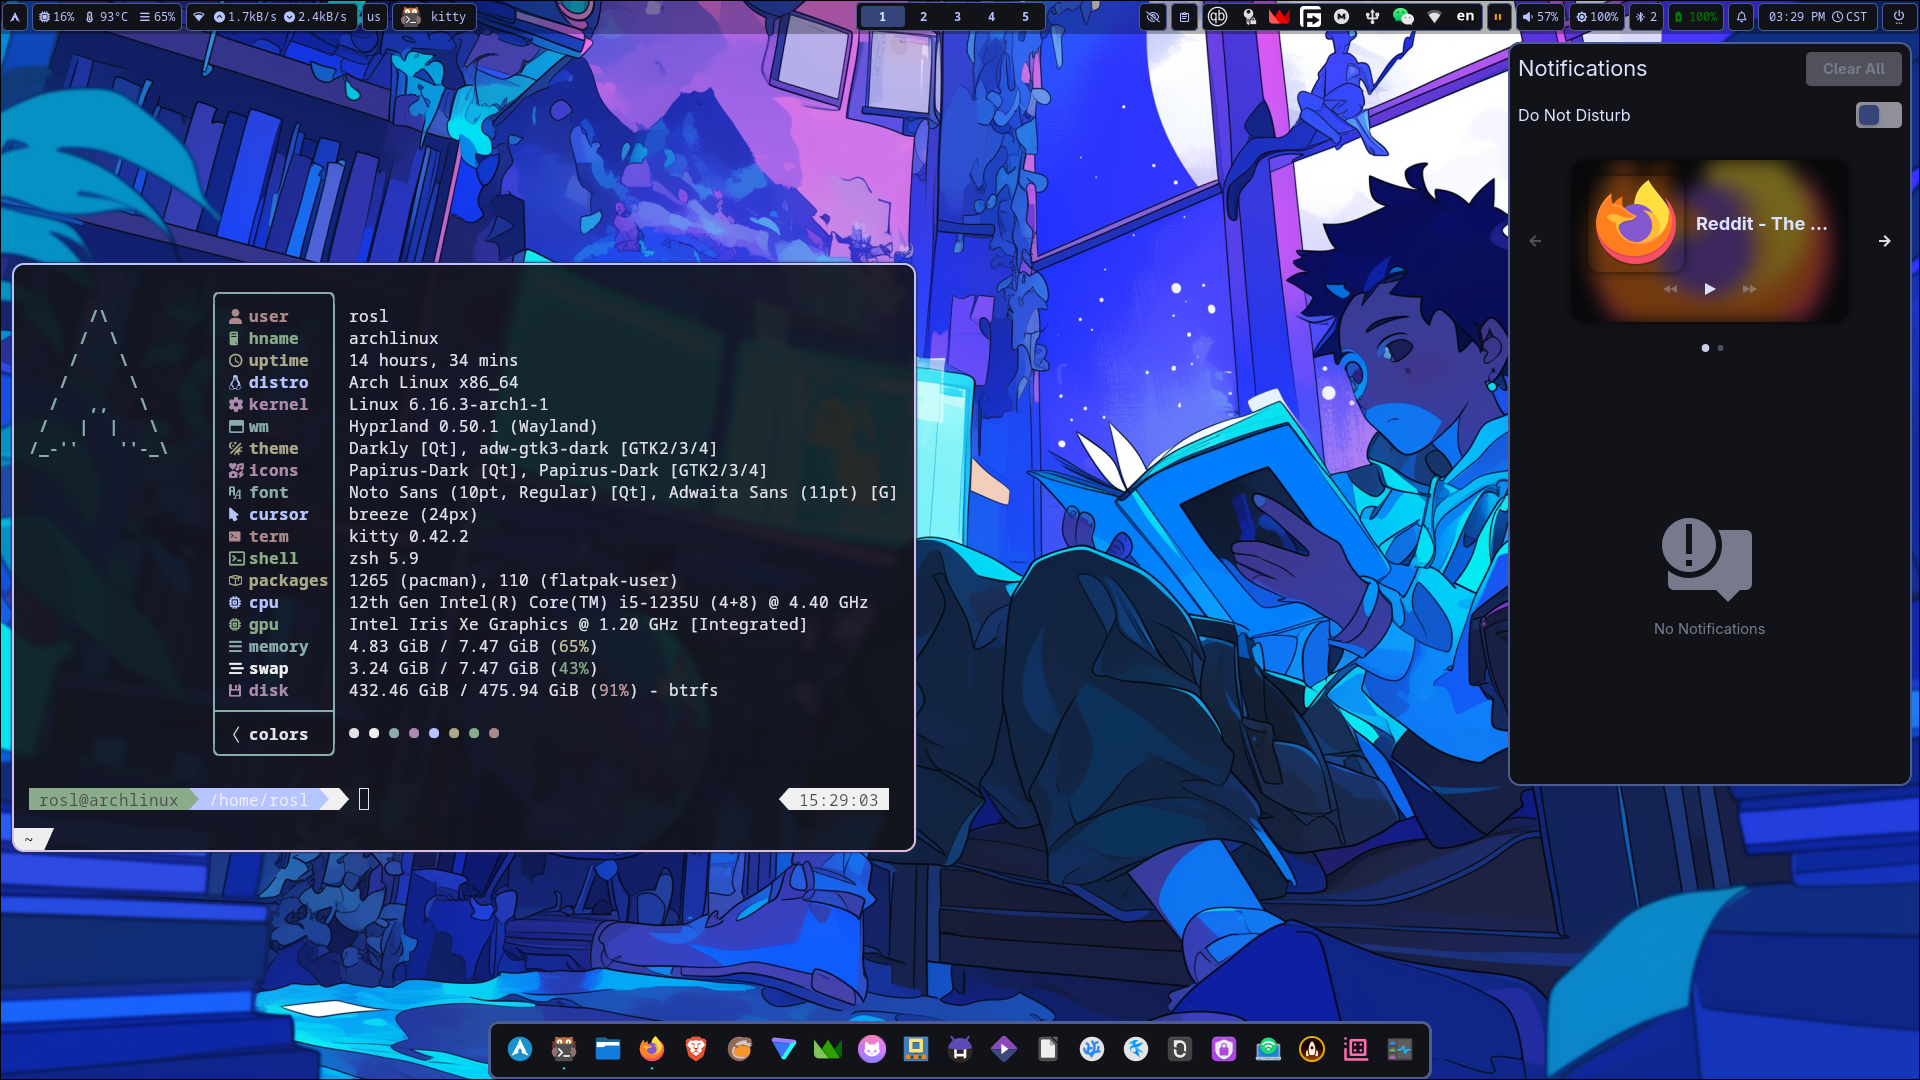 16% 93°C 65% 1.7kB/s 2.4kB/s us kitty 1 2 3 4 5 qb en 57% 100% 2 100% 03:29 PM CST
Notifications Clear All
Do Not Disturb
Reddit - The ...
No Notifications
user rosl
hname archlinux
uptime 14 hours, 34 mins
distro Arch Linux x86_64
kernel Linux 6.16.3-arch1-1
wm Hyprland 0.50.1 (Wayland)
theme Darkly [Qt], adw-gtk3-dark [GTK2/3/4]
icons Papirus-Dark [Qt], Papirus-Dark [GTK2/3/4]
font Noto Sans (10pt, Regular) [Qt], Adwaita Sans (11pt) [G]
cursor breeze (24px)
term kitty 0.42.2
shell zsh 5.9
packages 1265 (pacman), 110 (flatpak-user)
cpu 12th Gen Intel(R) Core(TM) i5-1235U (4+8) @ 4.40 GHz
gpu Intel Iris Xe Graphics @ 1.20 GHz [Integrated]
memory 4.83 GiB / 7.47 GiB (65%)
swap 3.24 GiB / 7.47 GiB (43%)
disk 432.46 GiB / 475.94 GiB (91%) - btrfs
colors
rosl@archlinux /home/rosl 15:29:03
~